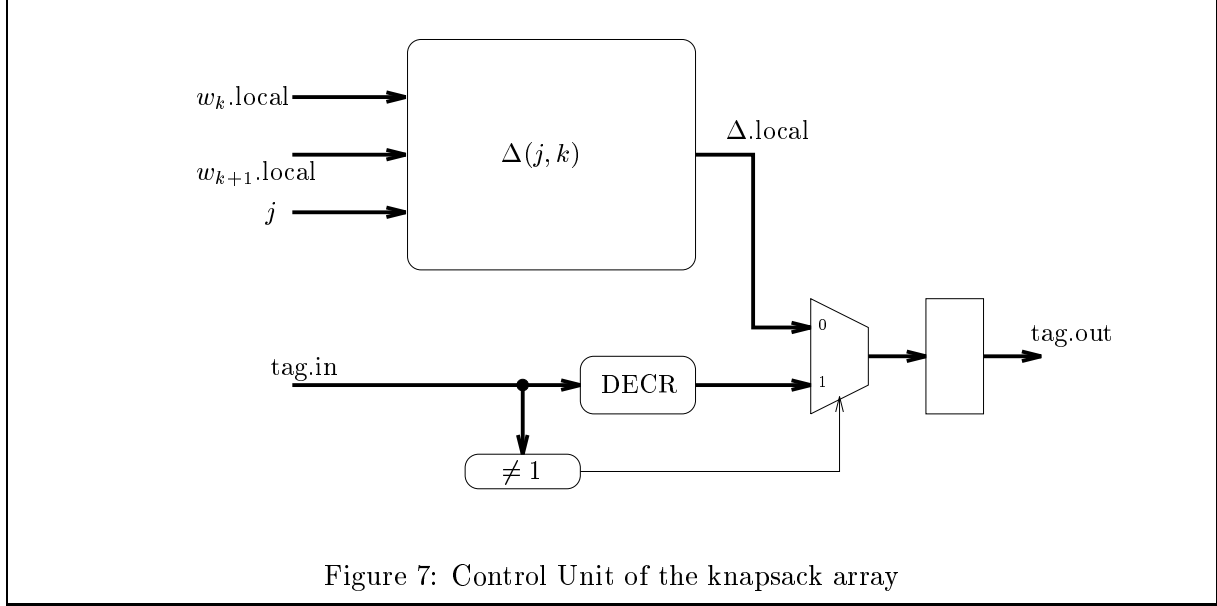 w_k.local
Δ.local
Δ(j, k)
w_{k+1}.local
j
0
tag.out
tag.in
DECR
1
≠ 1
Figure 7: Control Unit of the knapsack array